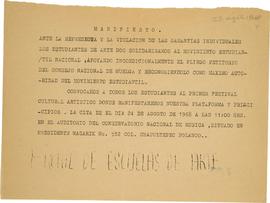 MANIFIESTO.
ANTE LA REPRESION Y LA VIOLACION DE LAS GARANTIAS INDIVIDUALES
LOS ESTUDIANTES DE ARTE NOS SOLIDARIZAMOS AL MOVIMIENTO ESTUDIAN-
TIL NACIONAL, APOYANDO INCONDICIONALMENTE EL PLIEGO PETITORIO
DEL CONSEJO NACIONAL DE HUELGA Y RECONOCIENDOLO COMO MAXIMO AUTO-
RIDAD DEL MOVIMIENTO ESTUDIANTIL.
CONVOCAMOS A TODOS LOS ESTUDIANTES AL PRIMER FESTIVAL
CULTURAL ARTISTICO DONDE MANIFESTAREMOS NUESTRA PLATAFORMA Y PRINCI-
CIPIOS. LA CITA ES EL DIA 24 DE AGOSTO DE 1968 A LAS 11:00 HRS.
EN EL AUDITORIO DEL CONSERVATORIO NACIONAL DE MUSICA, SITUADO EN
PRESIDENTE MASARIK No. 582 COL. CHAPULTEPEC POLANCO.
DE ESCUELAS DE ARTE